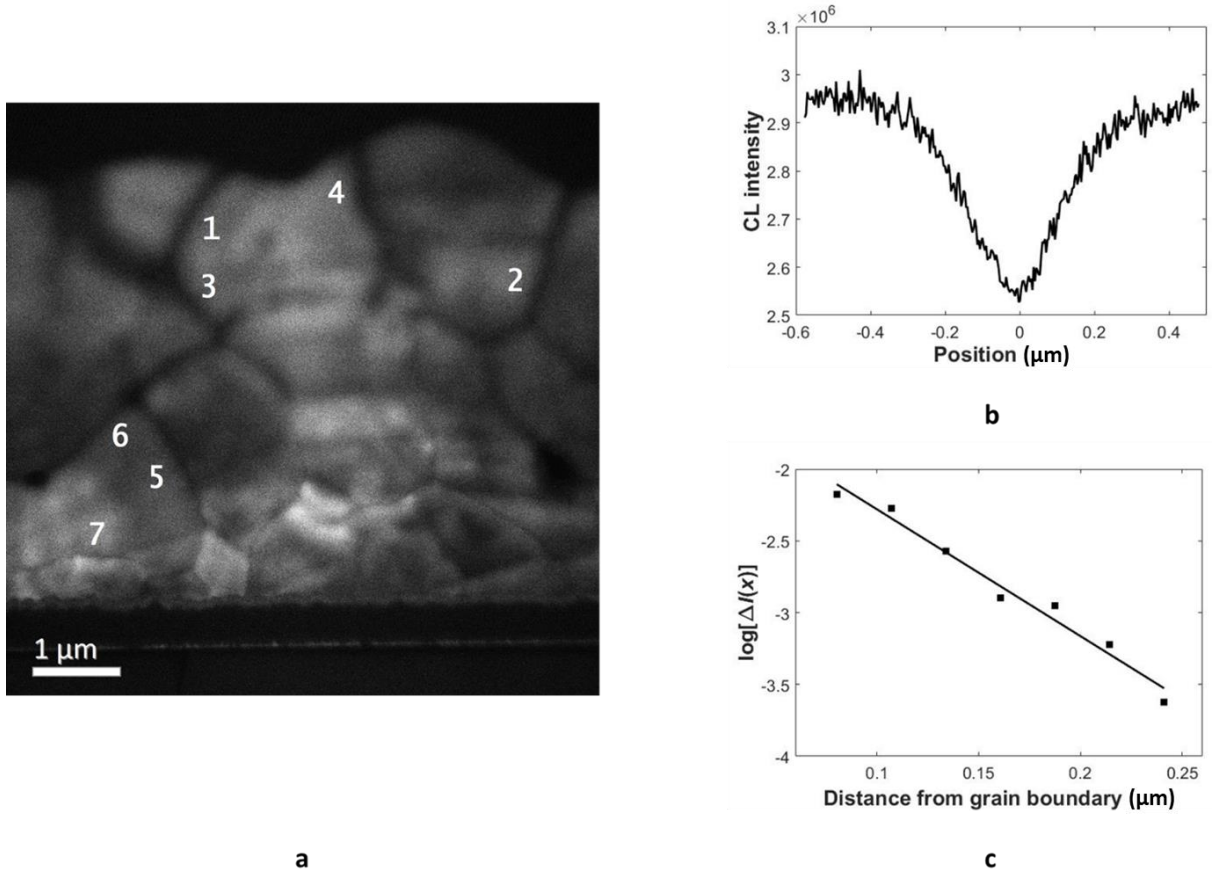 4
1
3
2
6
5
7
1 μm
a
×10⁶
3.1
3
2.9
2.8
2.7
2.6
2.5
CL intensity
-0.6 -0.4 -0.2 0 0.2 0.4
Position (μm)
b
-2
-2.5
-3
-3.5
-4
log[ΔI(x)]
0.1 0.15 0.2 0.25
Distance from grain boundary (μm)
c